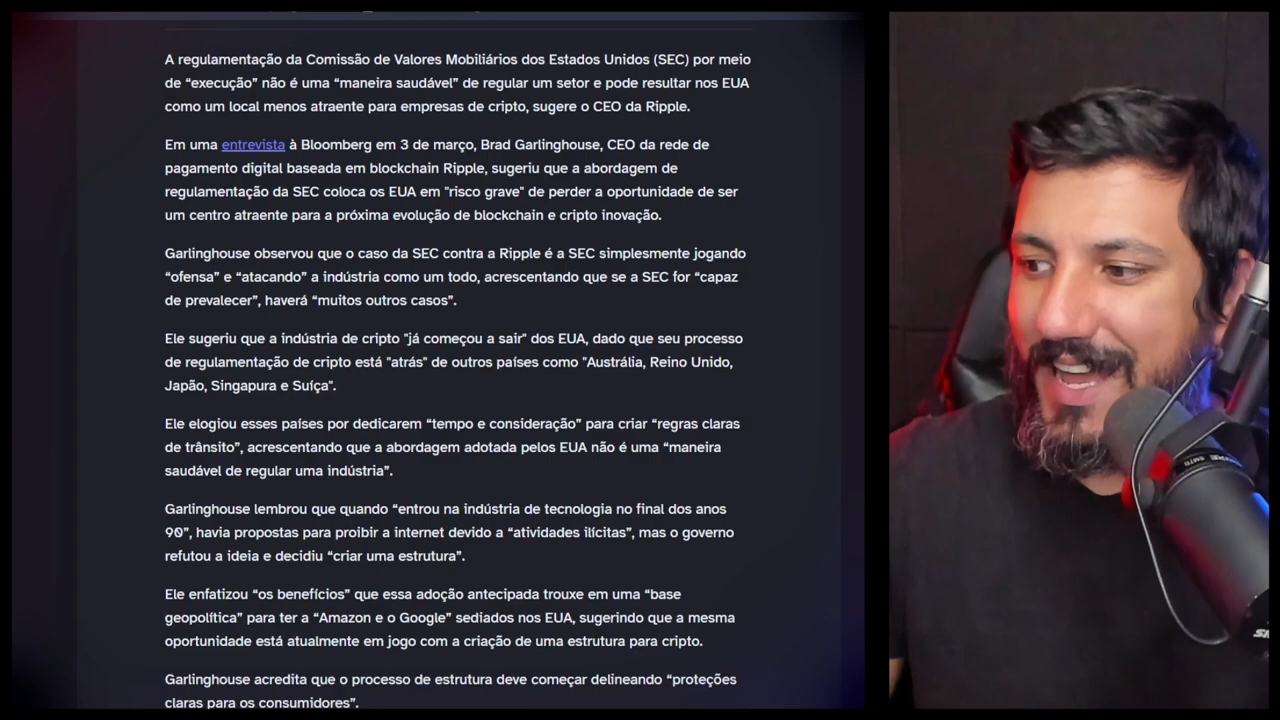 A regulamentação da Comissão de Valores Mobiliários dos Estados Unidos (SEC) por meio
de “execução” não é uma “maneira saudável” de regular um setor e pode resultar nos EUA
como um local menos atraente para empresas de cripto, sugere o CEO da Ripple.
Em uma entrevista à Bloomberg em 3 de março, Brad Garlinghouse, CEO da rede de
pagamento digital baseada em blockchain Ripple, sugeriu que a abordagem de
regulamentação da SEC coloca os EUA em "risco grave" de perder a oportunidade de ser
um centro atraente para a próxima evolução de blockchain e cripto inovação.
Garlinghouse observou que o caso da SEC contra a Ripple é a SEC simplesmente jogando
“ofensa” e “atacando” a indústria como um todo, acrescentando que se a SEC for “capaz
de prevalecer”, haverá “muitos outros casos”.
Ele sugeriu que a indústria de cripto "já começou a sair" dos EUA, dado que seu processo
de regulamentação de cripto está "atrás" de outros países como "Austrália, Reino Unido,
Japão, Singapura e Suíça".
Ele elogiou esses países por dedicarem “tempo e consideração” para criar “regras claras
de trânsito”, acrescentando que a abordagem adotada pelos EUA não é uma “maneira
saudável de regular uma indústria”.
Garlinghouse lembrou que quando “entrou na indústria de tecnologia no final dos anos
90”, havia propostas para proibir a internet devido a “atividades ilícitas”, mas o governo
refutou a ideia e decidiu “criar uma estrutura”.
Ele enfatizou “os benefícios” que essa adoção antecipada trouxe em uma “base
geopolítica” para ter a “Amazon e o Google” sediados nos EUA, sugerindo que a mesma
oportunidade está atualmente em jogo com a criação de uma estrutura para cripto.
Garlinghouse acredita que o processo de estrutura deve começar delineando “proteções
claras para os consumidores”.